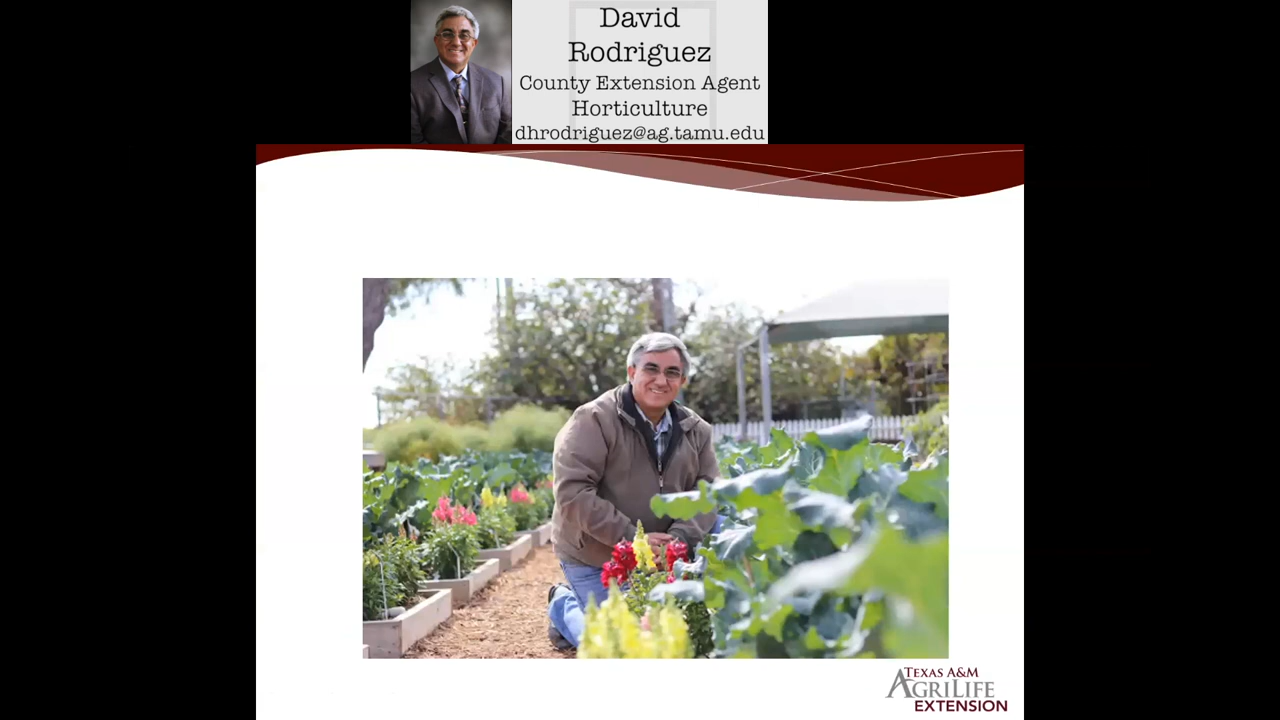 David
Rodriguez
County Extension Agent
Horticulture
dhrodriguez@ag.tamu.edu
TEXAS A&M
AGRILIFE
EXTENSION